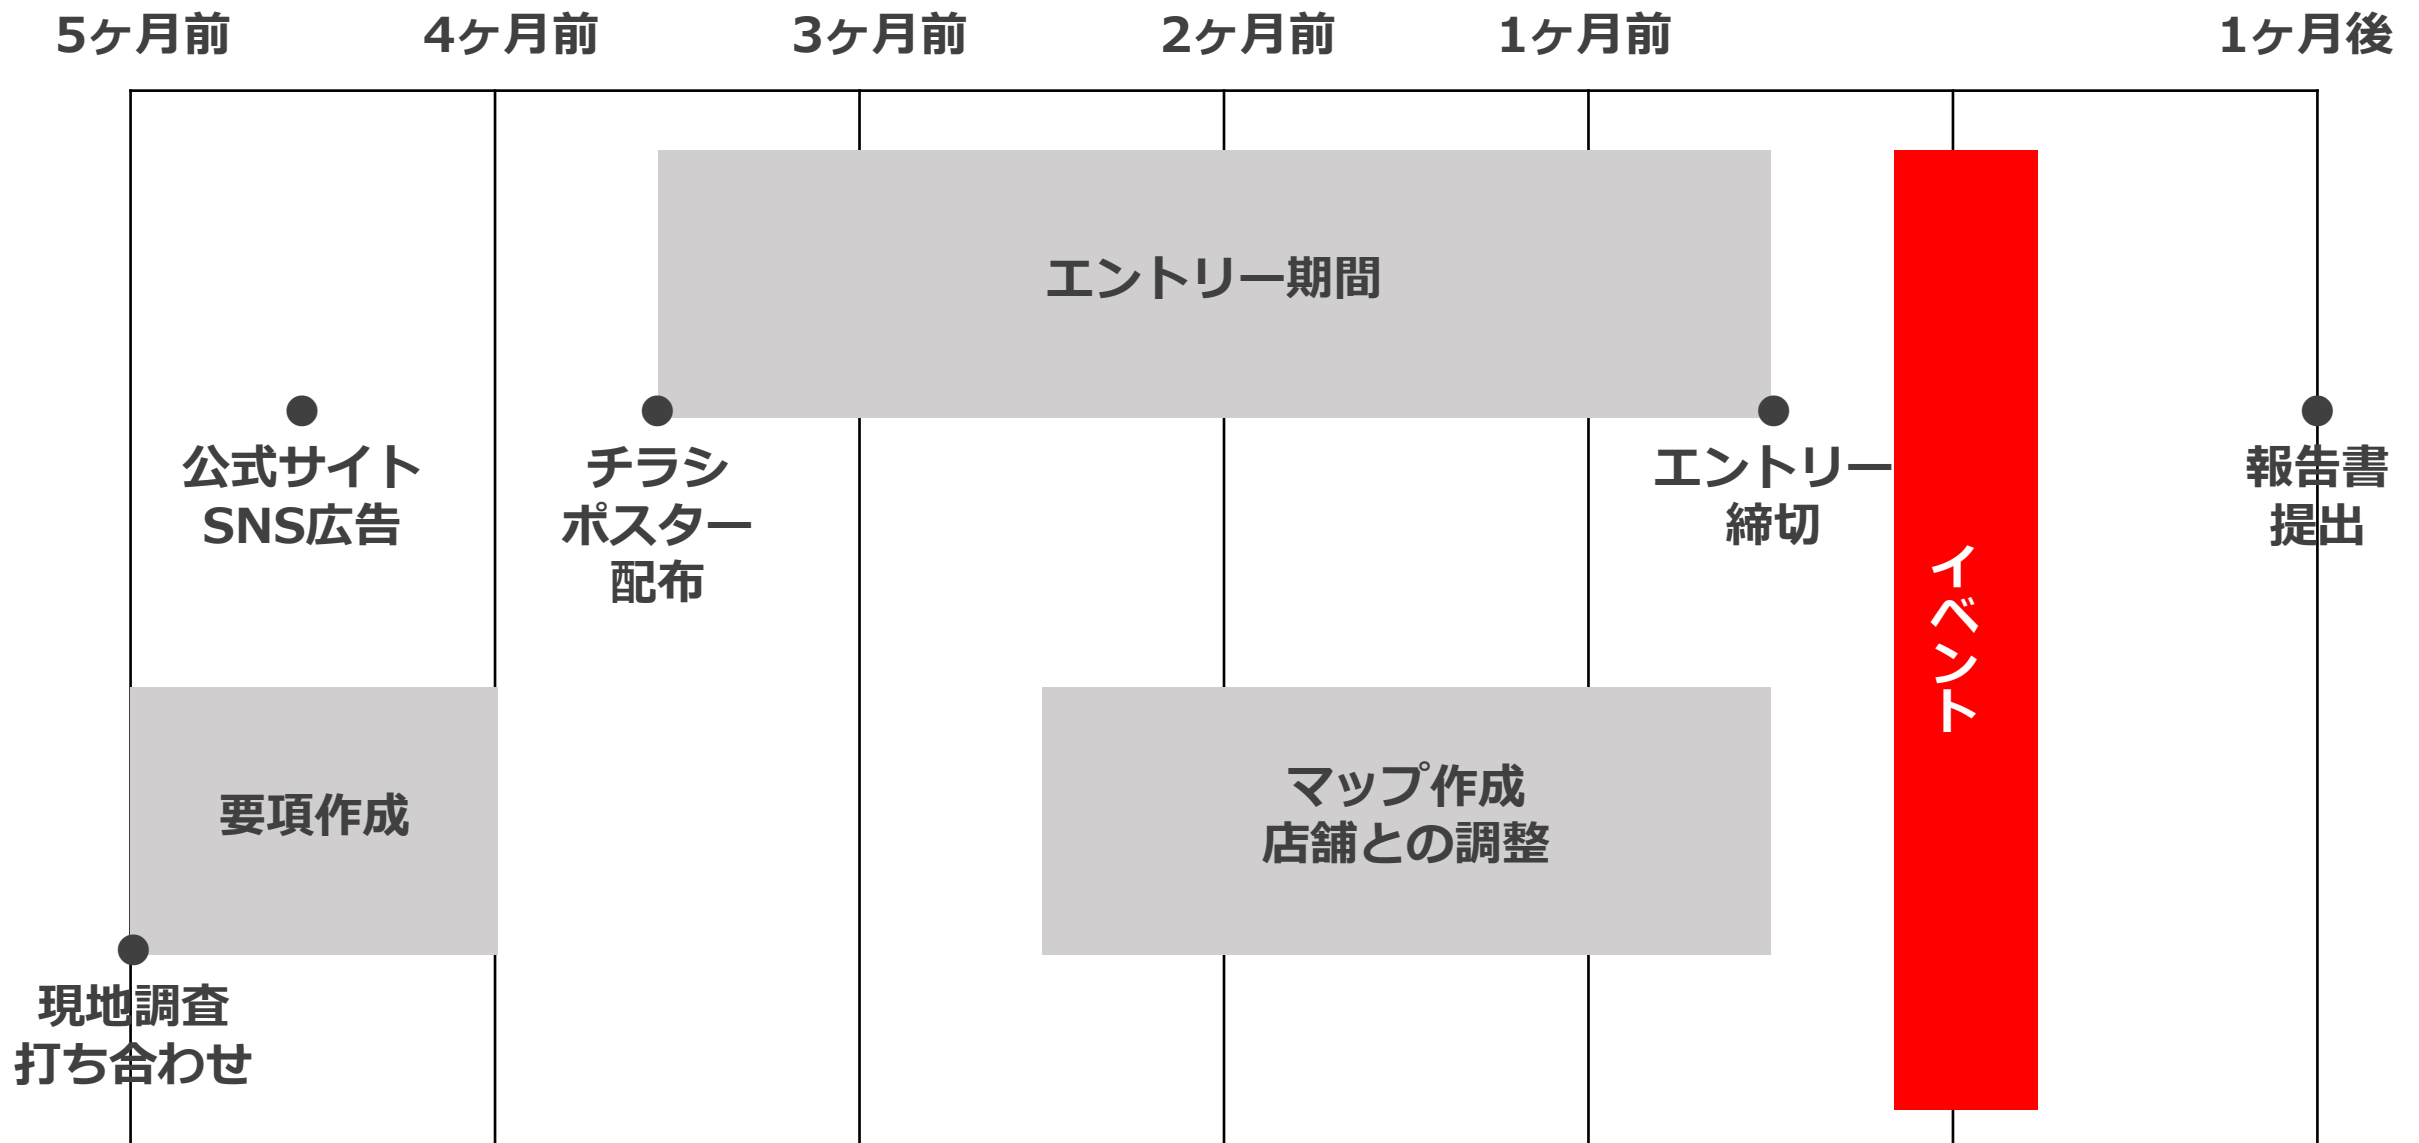 5ヶ月前
4ヶ月前
3ヶ月前
2ヶ月前
1ヶ月前
1ヶ月後
エントリー期間
公式サイト
SNS広告
チラシ
ポスター
配布
エントリー
締切
イベント
報告書
提出
要項作成
マップ作成
店舗との調整
現地調査
打ち合わせ